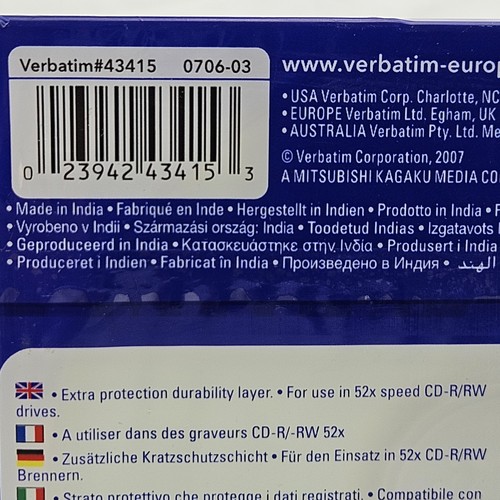 Verbatim#43415 0706-03
www.verbatim-europ
• USA Verbatim Corp. Charlotte, NC
• EUROPE Verbatim Ltd. Egham, UK
• AUSTRALIA Verbatim Pty. Ltd. Me
© Verbatim Corporation, 2007
A MITSUBISHI KAGAKU MEDIA CO
0 23942 43415 3
• Made in India • Fabriqué en Inde • Hergestellt in Indien • Prodotto in India • F
• Vyrobeno v Indii • Származási ország: India • Toodetud Indias • Izgatavots I
• Geproduceerd in India • Κατασκευάστηκε στην Ινδία • Produsert i India
• Produceret i Indien • Fabricat în India • Произведено в Индия • الهند
• Extra protection durability layer. • For use in 52x speed CD-R/RW
drives.
• A utiliser dans des graveurs CD-R/-RW 52x
• Zusätzliche Kratzschutzschicht • Für den Einsatz in 52x CD-R/RW
Brennern.
• Strato protettivo che protegge i dati registrati. • Compatibile con